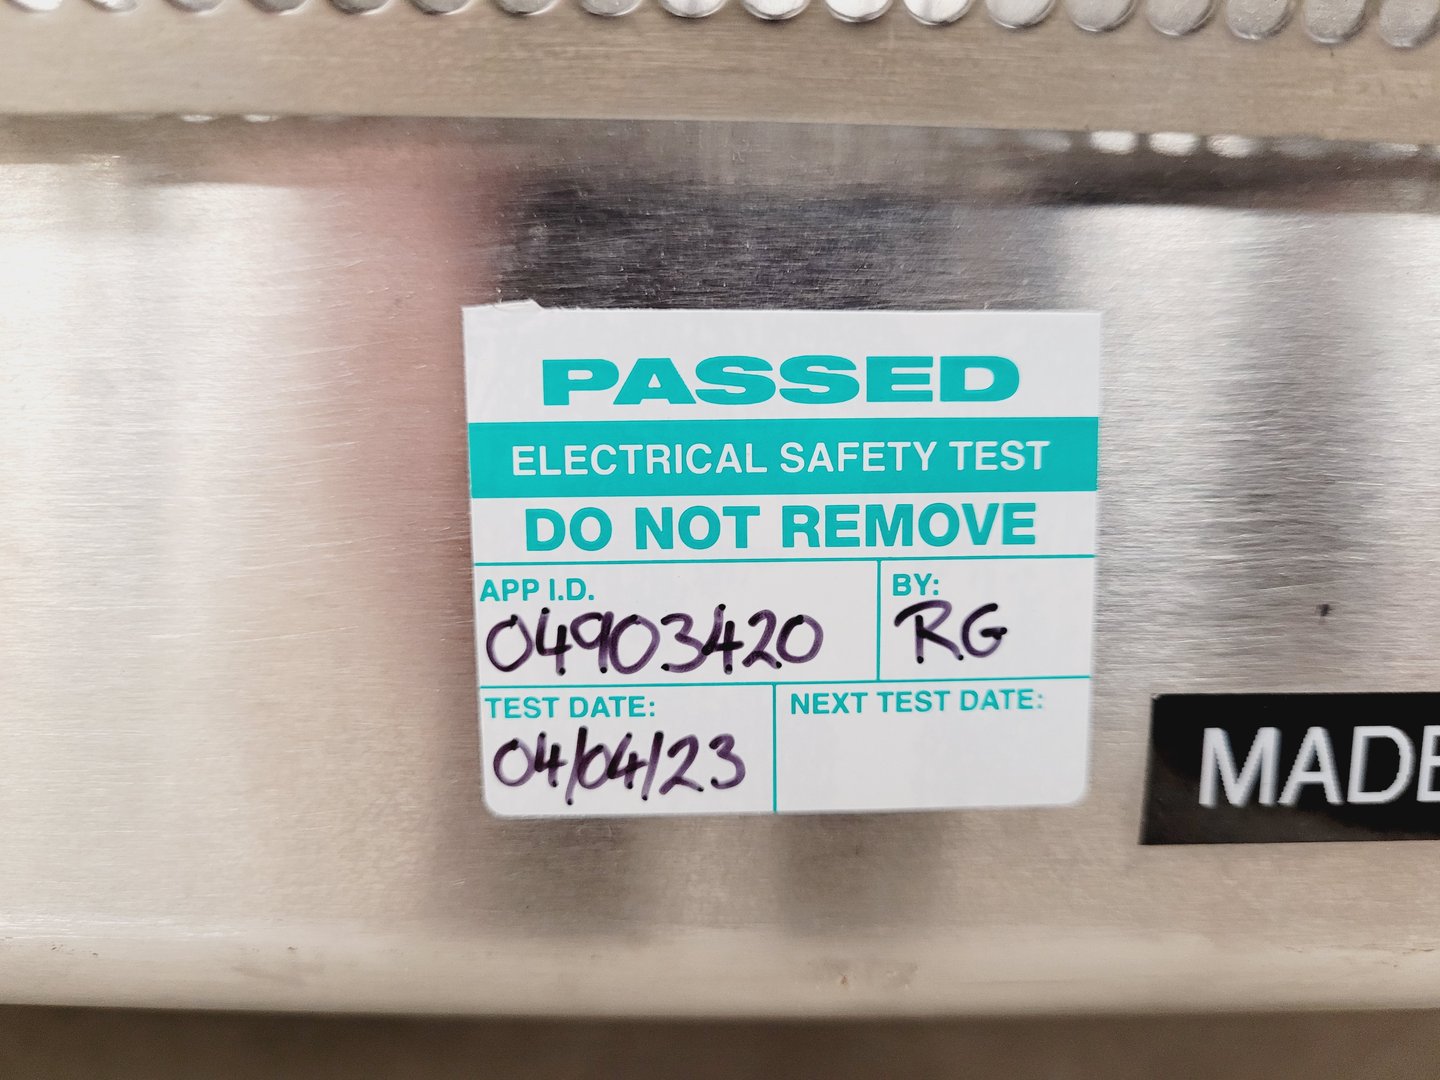 PASSED
ELECTRICAL SAFETY TEST
DO NOT REMOVE
APP I.D.
04903420
BY:
RG
TEST DATE:
04/04/23
NEXT TEST DATE:
MADE